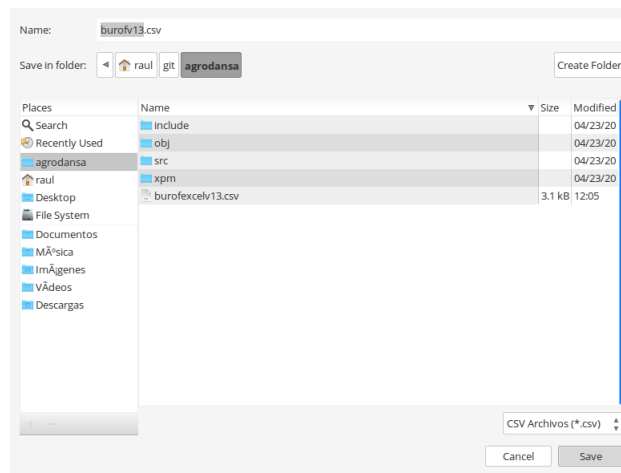 Name: burofv13.csv
Save in folder: raul git agrodansa Create Folder
Places Name Size Modified
Search include 04/23/20
Recently Used obj 04/23/20
agrodansa src 04/23/20
raul xpm 04/23/20
Desktop burofexcelv13.csv 3.1 kB 12:05
File System
Documentos
MÃºsica
ImÃ¡genes
VÃdeos
Descargas
CSV Archivos (*.csv)
Cancel Save